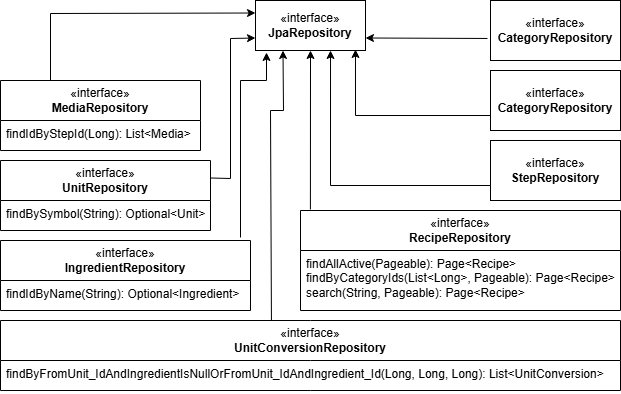 «interface»
JpaRepository
«interface»
CategoryRepository
«interface»
CategoryRepository
«interface»
StepRepository
«interface»
MediaRepository
findIdByStepId(Long): List<Media>
«interface»
UnitRepository
findBySymbol(String): Optional<Unit>
«interface»
IngredientRepository
findIdByName(String): Optional<Ingredient>
«interface»
RecipeRepository
findAllActive(Pageable): Page<Recipe>
findByCategoryIds(List<Long>, Pageable): Page<Recipe>
search(String, Pageable): Page<Recipe>
«interface»
UnitConversionRepository
findByFromUnit_IdAndIngredientIsNullOrFromUnit_IdAndIngredient_Id(Long, Long, Long): List<UnitConversion>